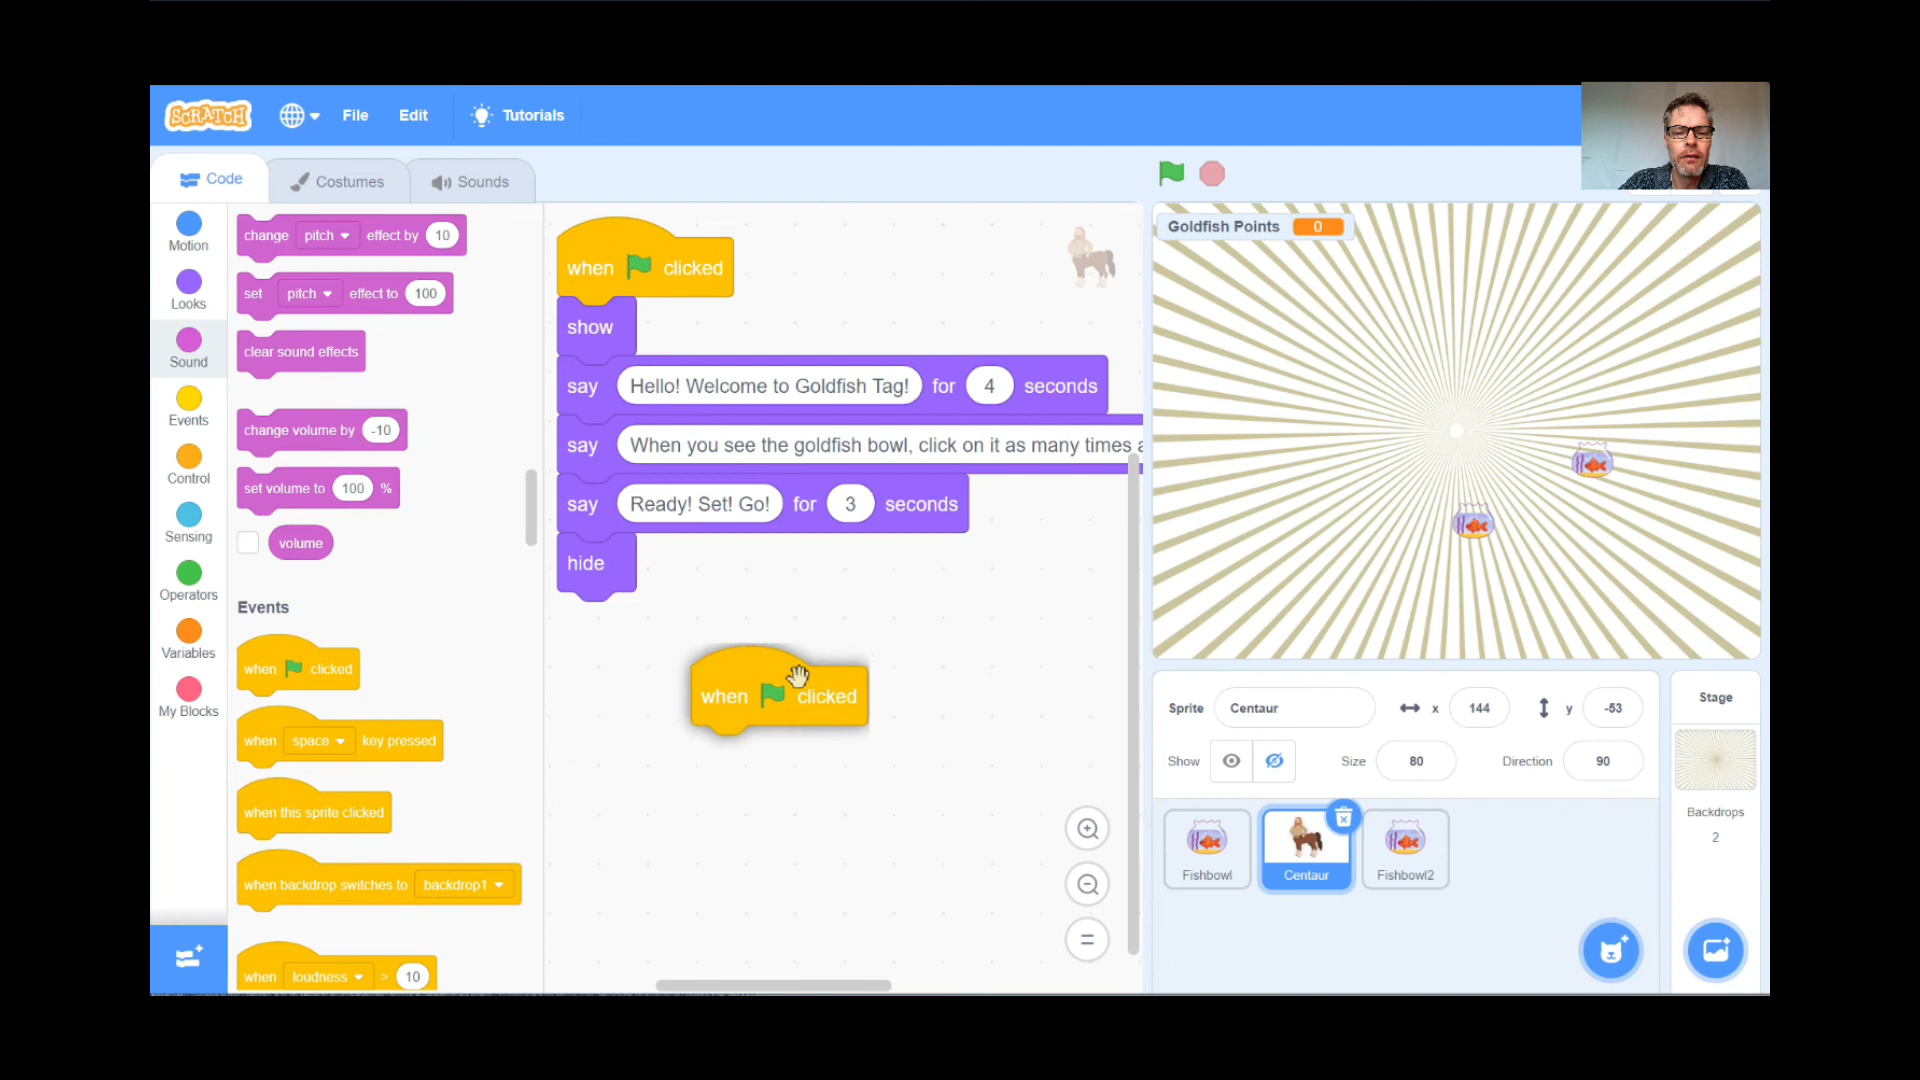 SCRATCH File Edit Tutorials
Code Costumes Sounds
Motion
Looks
Sound
Events
Control
Sensing
Operators
Variables
My Blocks
change pitch effect by 10
set pitch effect to 100
clear sound effects
change volume by -10
set volume to 100 %
volume
Events
when clicked
when space key pressed
when this sprite clicked
when backdrop switches to backdrop1
when loudness > 10
when clicked
show
say Hello! Welcome to Goldfish Tag! for 4 seconds
say When you see the goldfish bowl, click on it as many times a
say Ready! Set! Go! for 3 seconds
hide
when clicked
Goldfish Points 0
Sprite Centaur x 144 y -53
Show Size 80 Direction 90
Fishbowl Centaur Fishbowl2
Stage
Backdrops
2